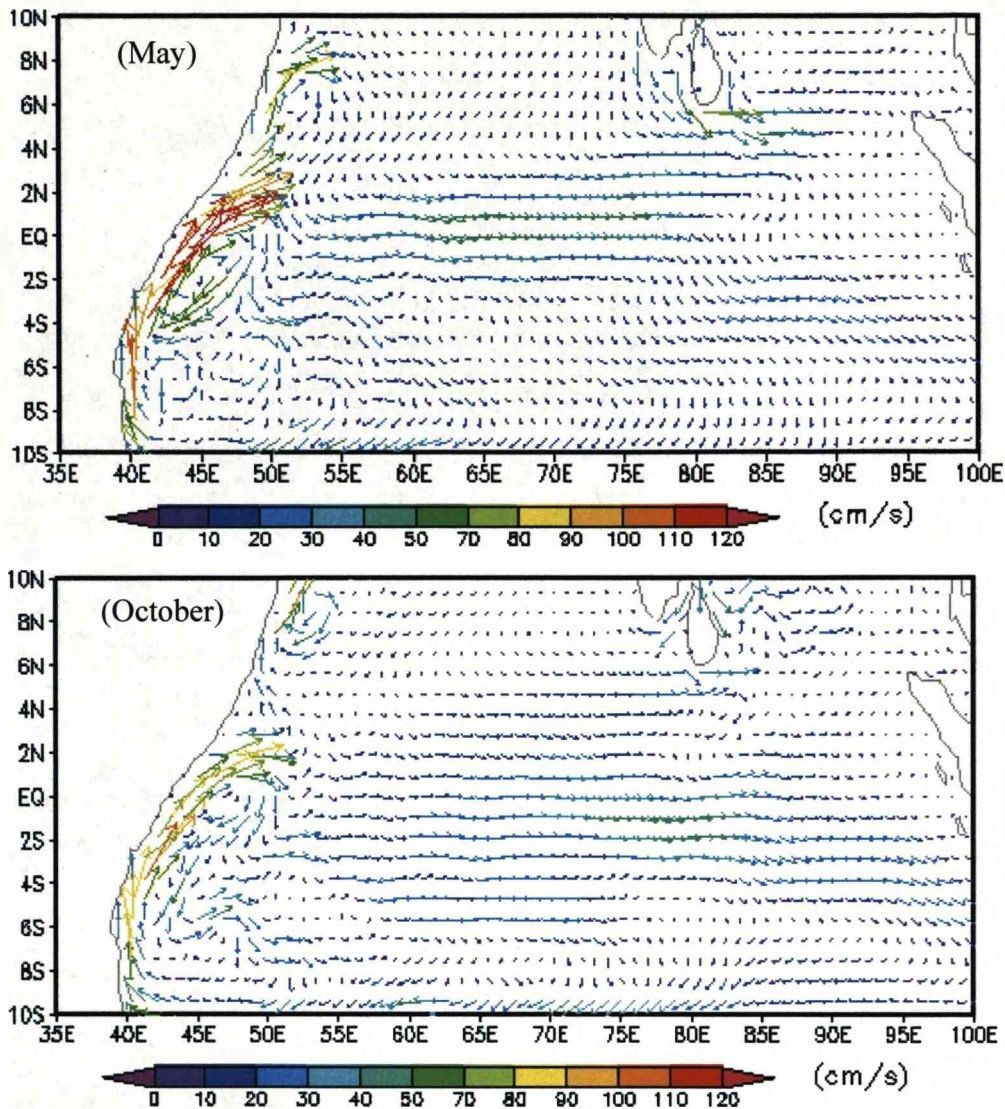 10N
8N
6N
4N
2N
EQ
2S
4S
6S
8S
10S
(May)
35E 40E 45E 50E 55E 60E 65E 70E 75E 80E 85E 90E 95E 100E
0 10 20 30 40 50 70 80 90 100 110 120
(cm/s)
10N
8N
6N
4N
2N
EQ
2S
4S
6S
8S
10S
(October)
35E 40E 45E 50E 55E 60E 65E 70E 75E 80E 85E 90E 95E 100E
0 10 20 30 40 50 70 80 90 100 110 120
(cm/s)